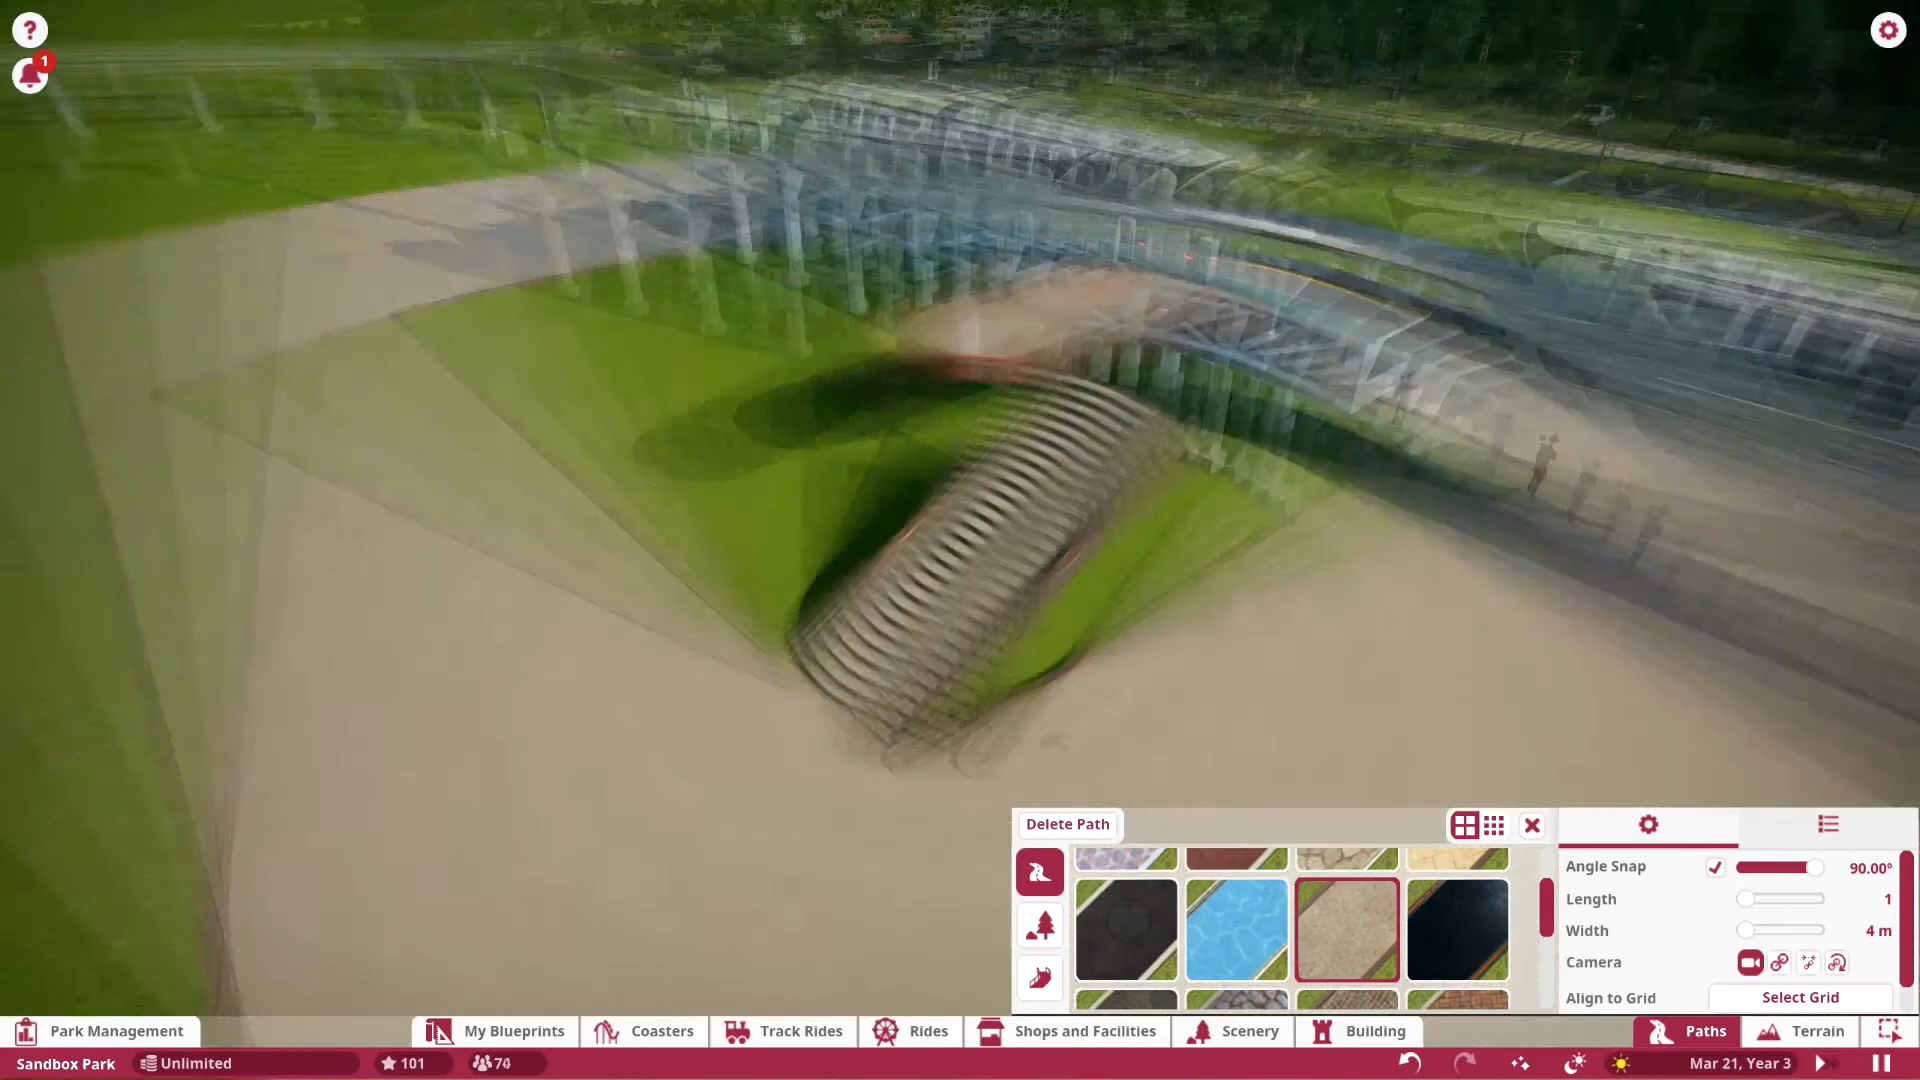 ?
1
Delete Path
Angle Snap 90.00°
Length 1
Width 4 m
Camera
Align to Grid Select Grid
Park Management My Blueprints Coasters Track Rides Rides Shops and Facilities Scenery Building Paths Terrain
Sandbox Park Unlimited 101 74 Mar 21, Year 3